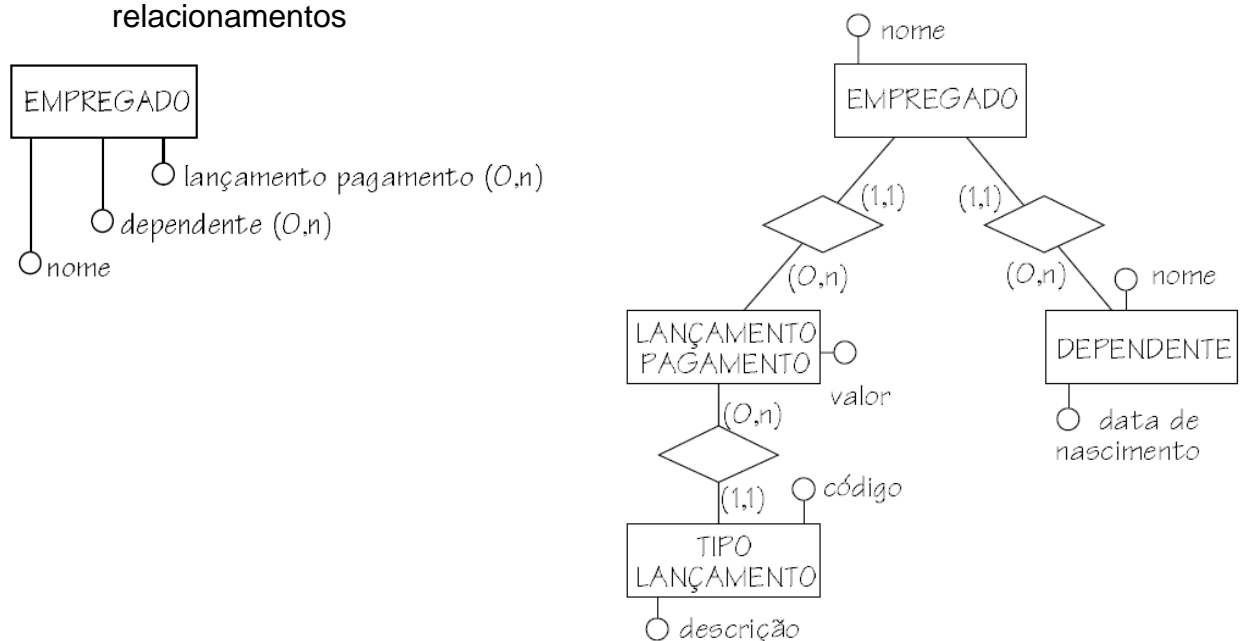 relacionamentos
EMPREGADO
lançamento pagamento (0,n)
dependente (0,n)
nome
nome
EMPREGADO
(1,1)
(1,1)
(0,n)
(0,n)
nome
LANÇAMENTO
PAGAMENTO
DEPENDENTE
valor
(0,n)
data de
nascimento
(1,1)
código
TIPO
LANÇAMENTO
descrição